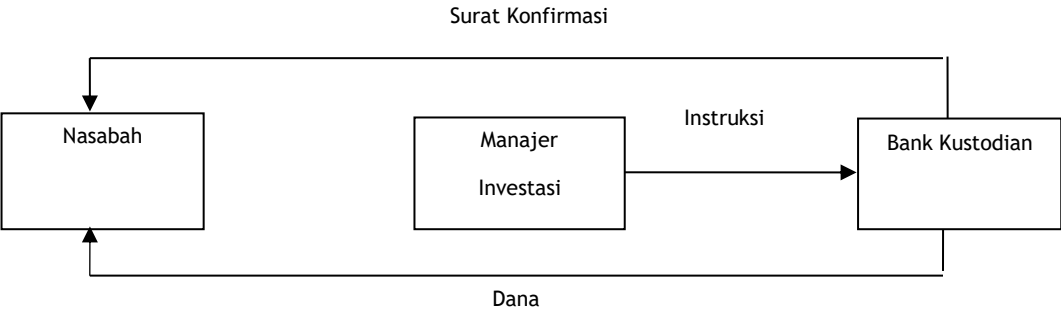 Surat Konfirmasi
Nasabah
Manajer
Investasi
Instruksi
Bank Kustodian
Dana